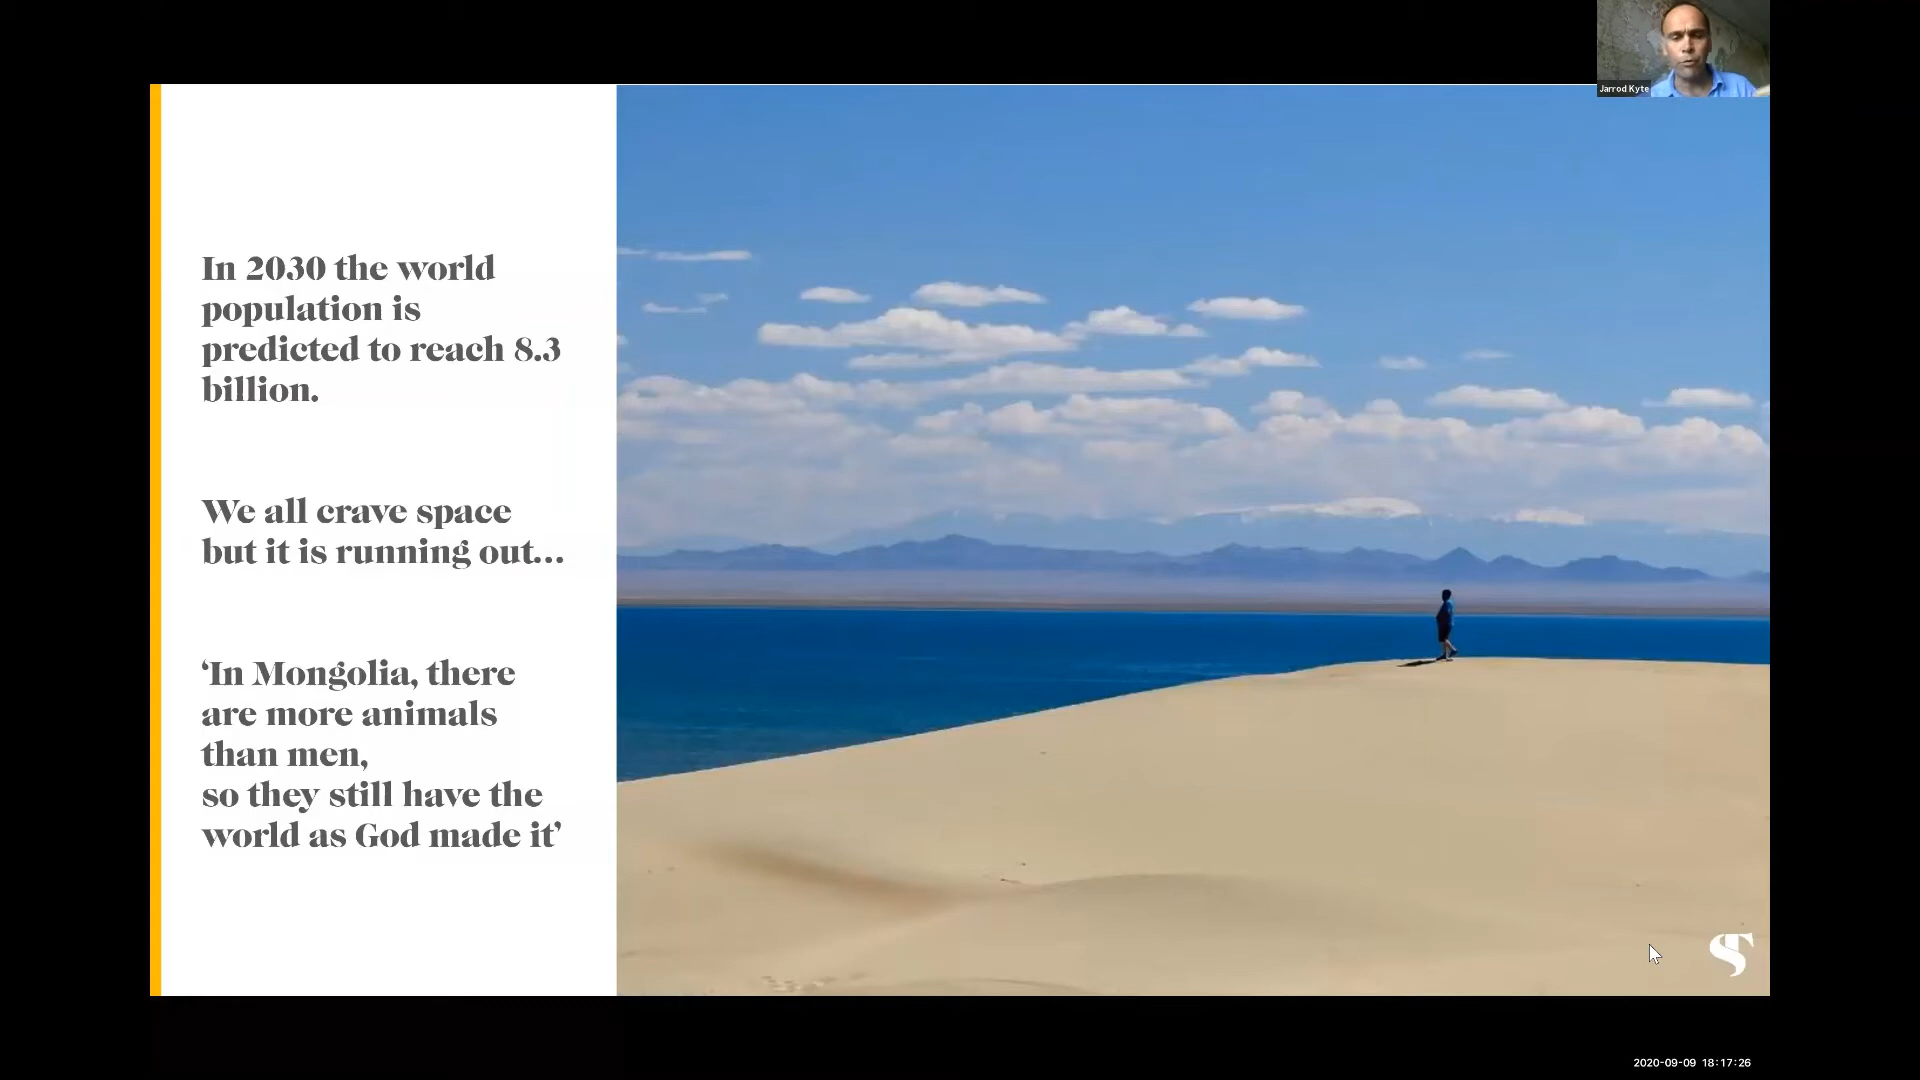 Jarrod Kyte
In 2030 the world
population is
predicted to reach 8.3
billion.
We all crave space
but it is running out...
‘In Mongolia, there
are more animals
than men,
so they still have the
world as God made it’
2020-09-09 18:17:26